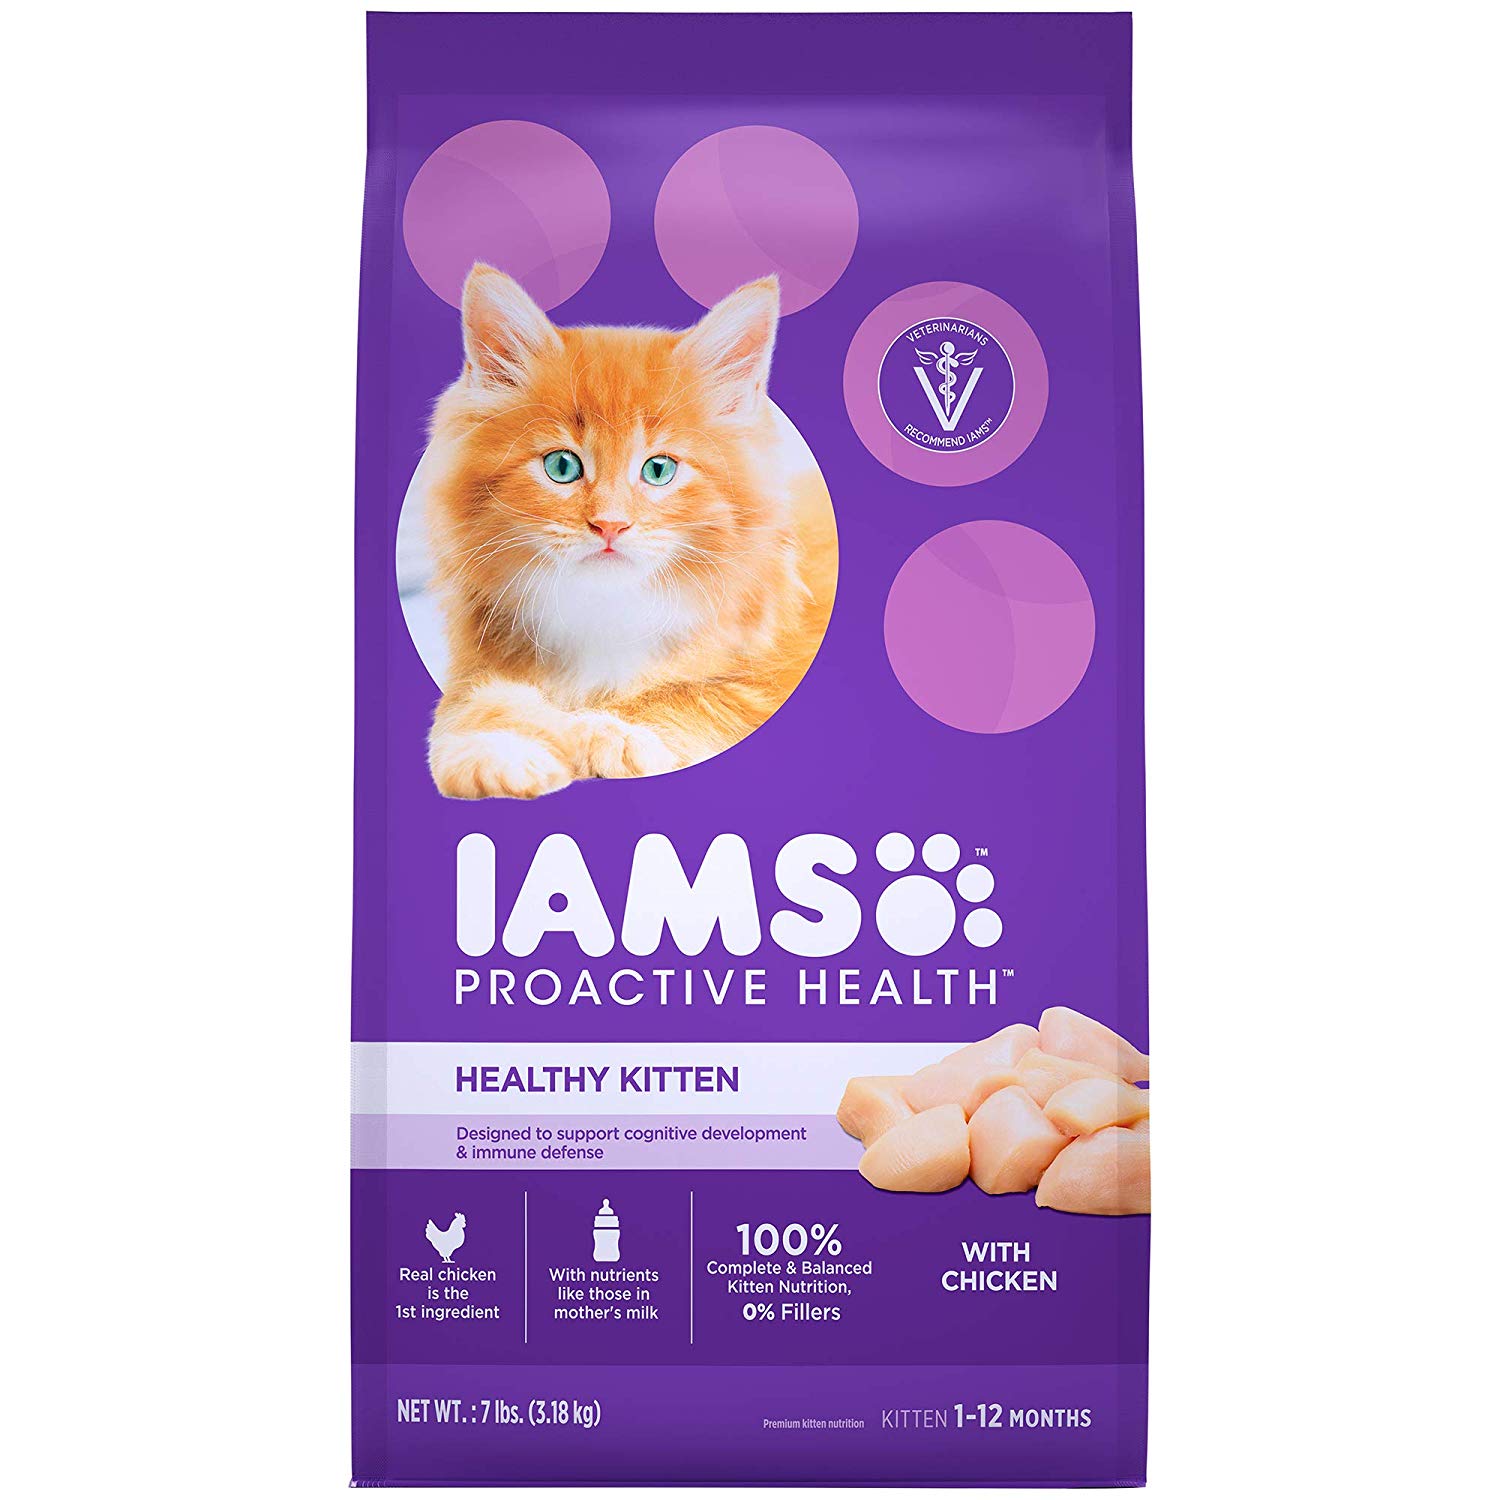 VETERINARIANS
V
RECOMMEND IAMS™
IAMS™
PROACTIVE HEALTH™
HEALTHY KITTEN
Designed to support cognitive development
& immune defense
Real chicken
is the
1st ingredient
With nutrients
like those in
mother's milk
100%
Complete & Balanced
Kitten Nutrition,
0% Fillers
WITH
CHICKEN
NET WT. : 7 lbs. (3.18 kg)
Premium kitten nutrition
KITTEN 1-12 MONTHS